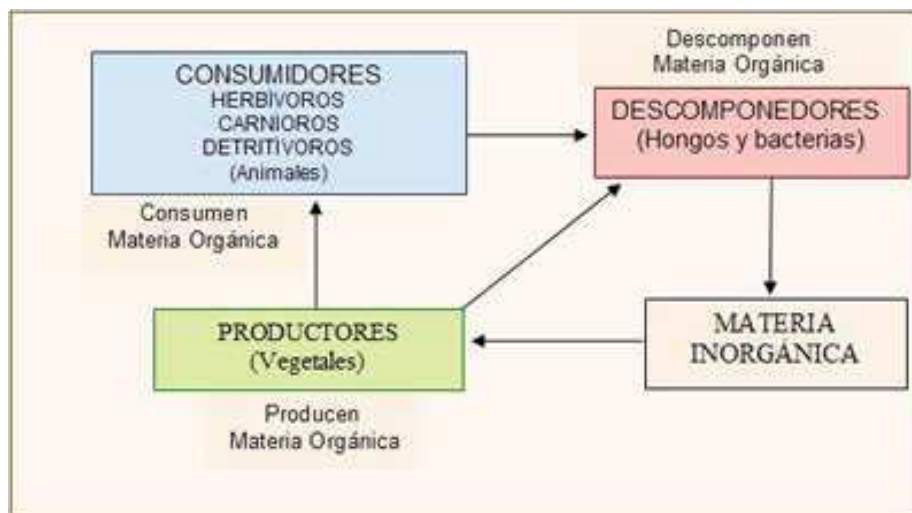 CONSUMIDORES
HERBÍVOROS
CARNIOROS
DETRITÍVOROS
(Animales)
Consumen
Materia Orgánica
Descomponen
Materia Orgánica
DESCOMPONEDORES
(Hongos y bacterias)
PRODUCTORES
(Vegetales)
Producen
Materia Orgánica
MATERIA
INORGÁNICA